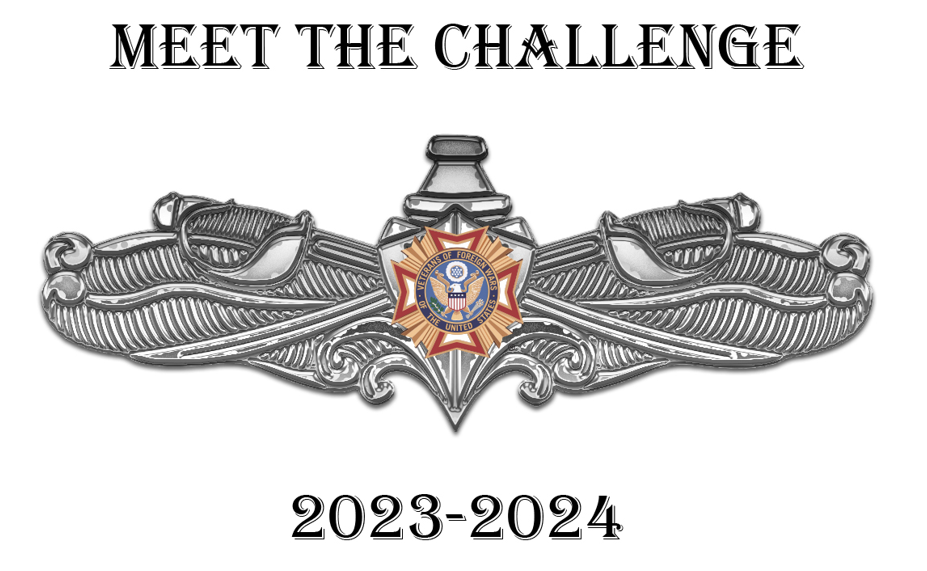 MEET THE CHALLENGE
VETERANS OF FOREIGN WARS
OF THE UNITED STATES
2023-2024